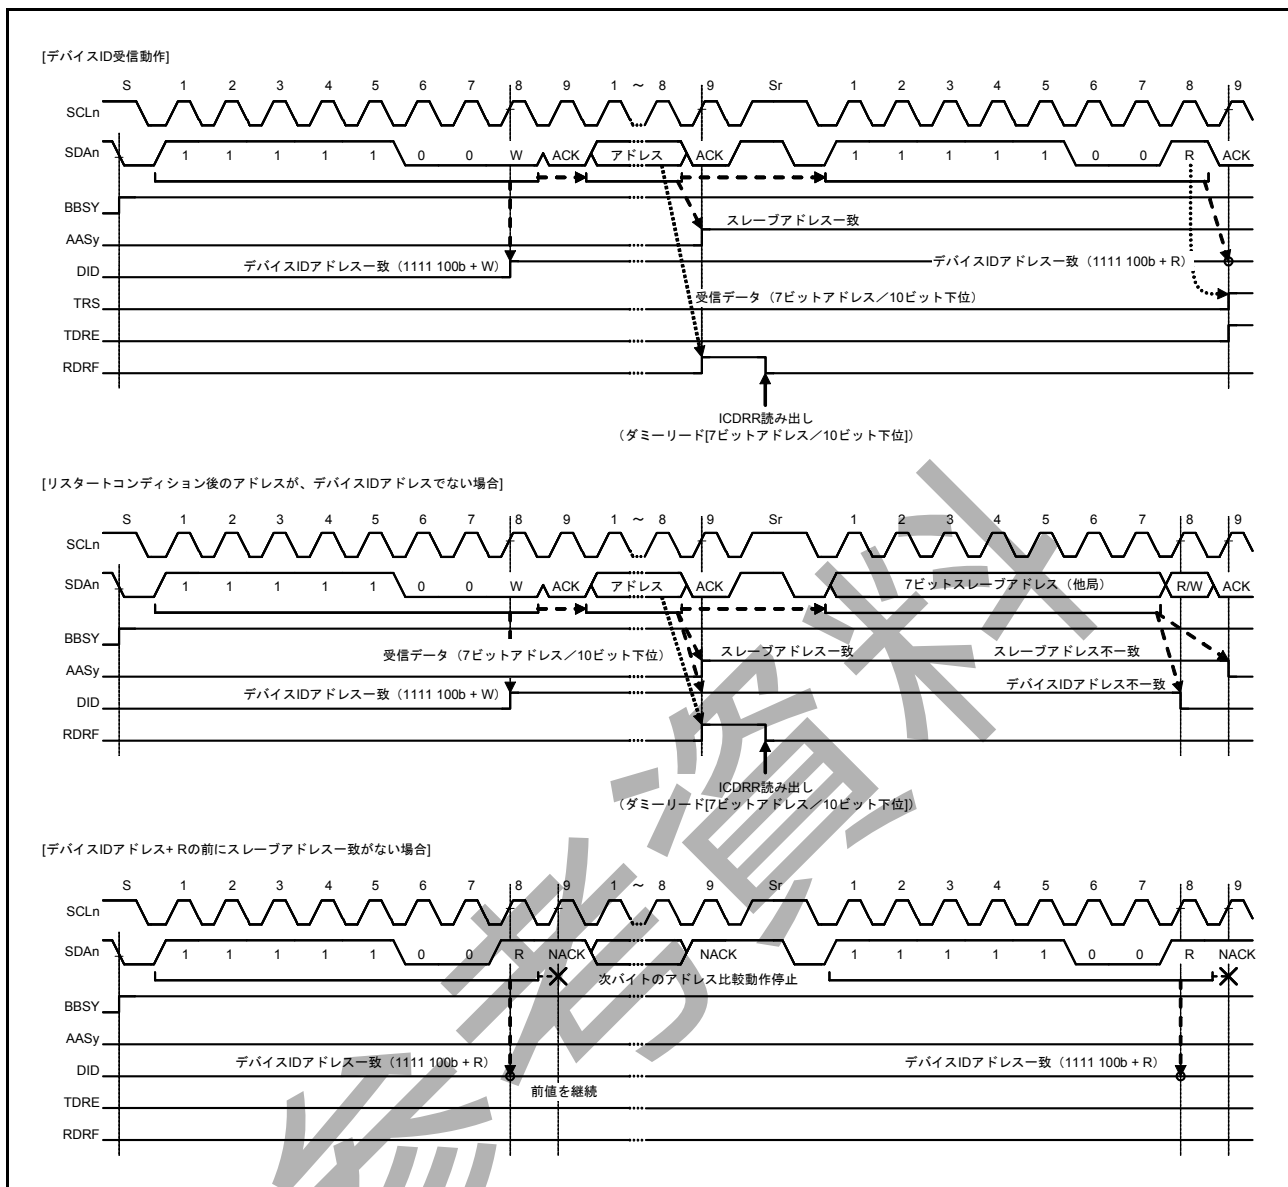 [デバイスID受信動作]
S 1 2 3 4 5 6 7 8 9 1 ～ 8 9 Sr 1 2 3 4 5 6 7 8 9
SCLn
SDAn 1 1 1 1 1 0 0 W ACK アドレス ACK 1 1 1 1 1 0 0 R ACK
BBSY
スレーブアドレス一致
AASy
デバイスIDアドレス一致（1111 100b + W） デバイスIDアドレス一致（1111 100b + R）
DID
受信データ（7ビットアドレス／10ビット下位）
TRS
TDRE
RDRF
ICDRR読み出し
（ダミーリード[7ビットアドレス／10ビット下位]）
[リスタートコンディション後のアドレスが、デバイスIDアドレスでない場合]
S 1 2 3 4 5 6 7 8 9 1 ～ 8 9 Sr 1 2 3 4 5 6 7 8 9
SCLn
SDAn 1 1 1 1 1 0 0 W ACK アドレス ACK 7ビットスレーブアドレス（他局） R/W ACK
BBSY
受信データ（7ビットアドレス／10ビット下位） スレーブアドレス一致 スレーブアドレス不一致
AASy
デバイスIDアドレス一致（1111 100b + W） デバイスIDアドレス不一致
DID
RDRF
ICDRR読み出し
（ダミーリード[7ビットアドレス／10ビット下位]）
[デバイスIDアドレス+ Rの前にスレーブアドレス一致がない場合]
S 1 2 3 4 5 6 7 8 9 1 ～ 8 9 Sr 1 2 3 4 5 6 7 8 9
SCLn
SDAn 1 1 1 1 1 0 0 R NACK NACK 1 1 1 1 1 0 0 R NACK
次バイトのアドレス比較動作停止
BBSY
AASy
デバイスIDアドレス一致（1111 100b + R） デバイスIDアドレス一致（1111 100b + R）
DID
前値を継続
TDRE
RDRF
参考資料